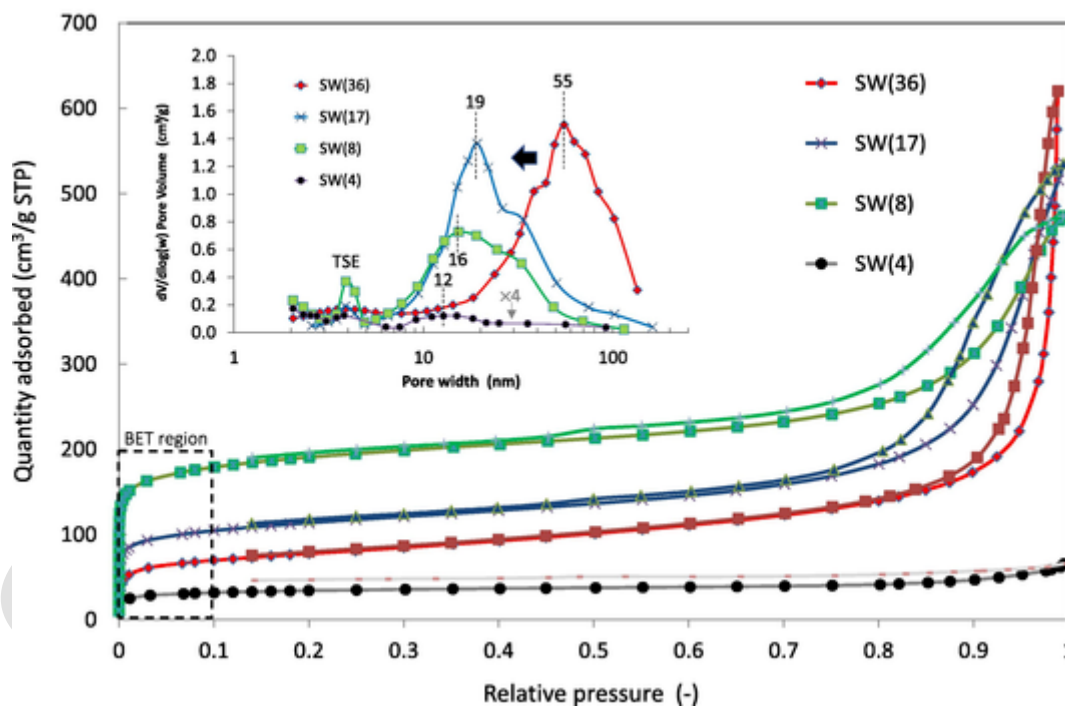 700
600
500
400
300
200
100
0
Quantity adsorbed (cm³/g STP)
0 0.1 0.2 0.3 0.4 0.5 0.6 0.7 0.8 0.9 1
Relative pressure (-)
BET region
SW(36)
SW(17)
SW(8)
SW(4)
2.0
1.8
1.6
1.4
1.2
1.0
0.8
0.6
0.4
0.2
0.0
dV/dlog(w) Pore Volume (cm³/g)
SW(36)
SW(17)
SW(8)
SW(4)
19
55
TSE
16
12
×4
1 10 100
Pore width (nm)